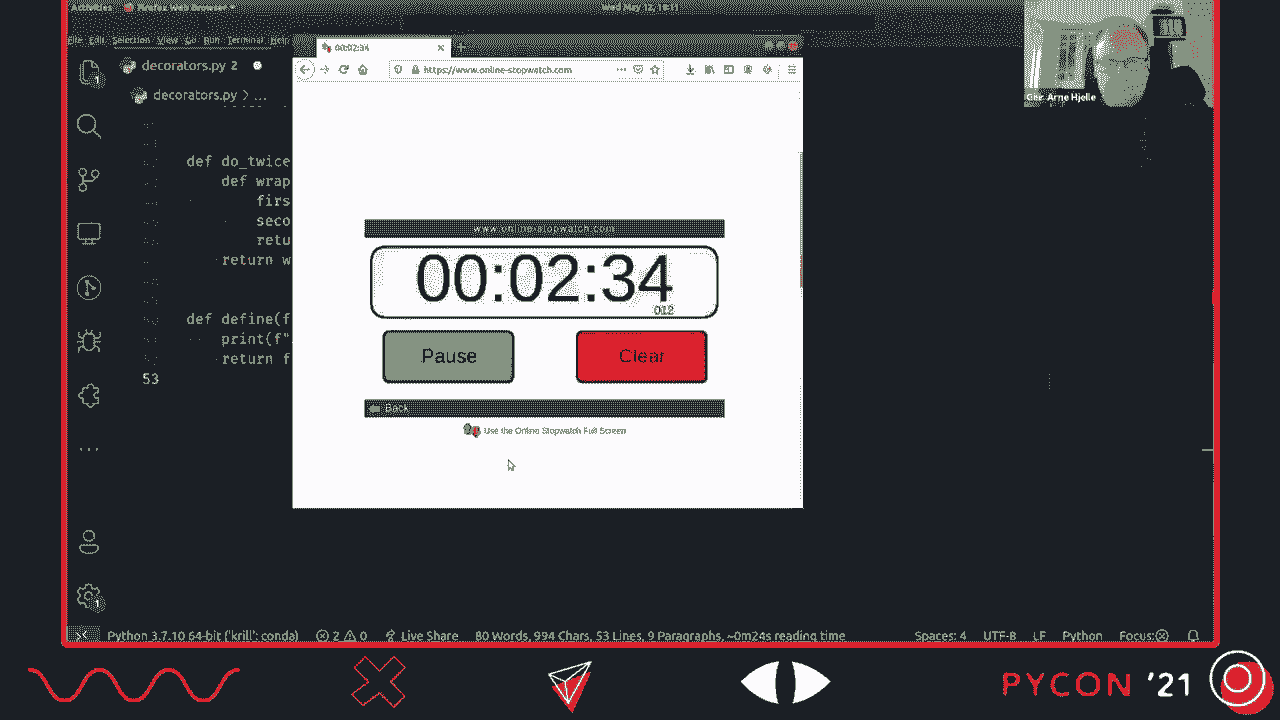 Activities Firefox Web Browser Wed May 12, 18:11
File Edit Selection View Go Run Terminal Help
00:02:34
decorators.py 2
https://www.online-stopwatch.com
decorators.py > ...
Arne Hjelle
def do_twice
def wrap
firs
seco
retu
return w
www.online-stopwatch.com
00:02:34
012
def define(f
print(f"
return f
Pause Clear
53
Back
Use the Online Stopwatch Full Screen
1
Python 3.7.10 64-bit ('krill': conda) 2 0 Live Share 80 Words, 994 Chars, 53 Lines, 9 Paragraphs, ~0m24s reading time Spaces: 4 UTF-8 LF Python Focus:
PYCON '21